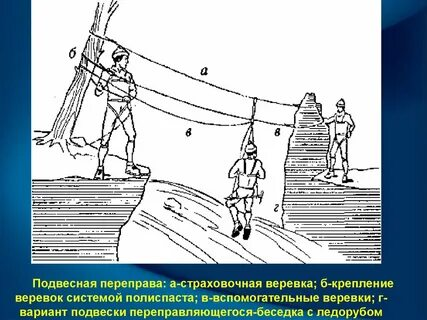 а
б
в
в
г
Подвесная переправа: а-страховочная веревка; б-крепление
веревок системой полиспаста; в-вспомогательные веревки; г-
вариант подвески переправляющегося-беседка с ледорубом